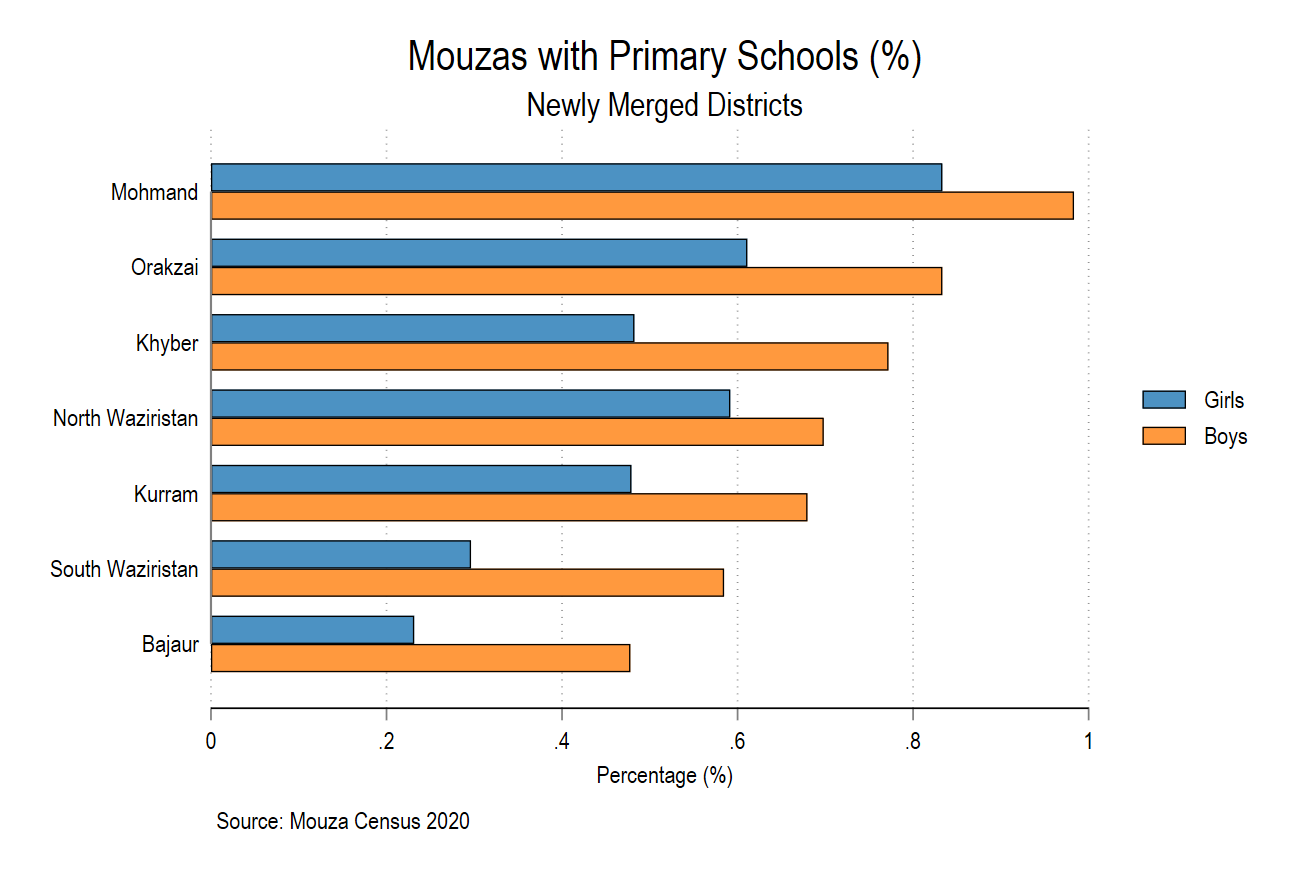 Mouzas with Primary Schools (%)
Newly Merged Districts
Mohmand
Orakzai
Khyber
North Waziristan
Kurram
South Waziristan
Bajaur
Girls
Boys
0 .2 .4 .6 .8 1
Percentage (%)
Source: Mouza Census 2020